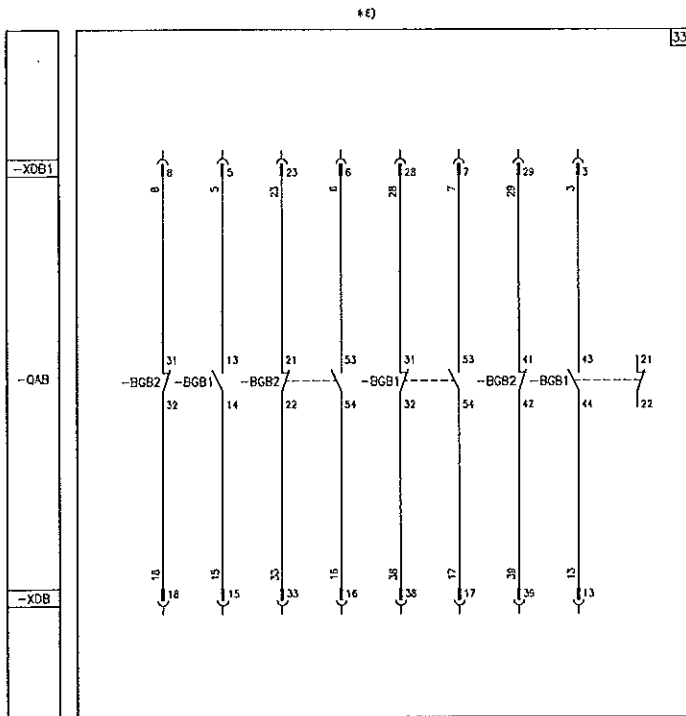 *E)
33
-XDB1
8 5 23 6 28 7 29 3
8 5 23 6 28 7 29 3
31 13 21 53 31 53 41 43 21
-QAB -BGB2 -BGB1 -BGB2 -BGB1 -BGB2 -BGB1
32 14 22 54 32 54 42 44 22
18 15 33 16 38 17 39 13
-XDB 18 15 33 16 38 17 39 13